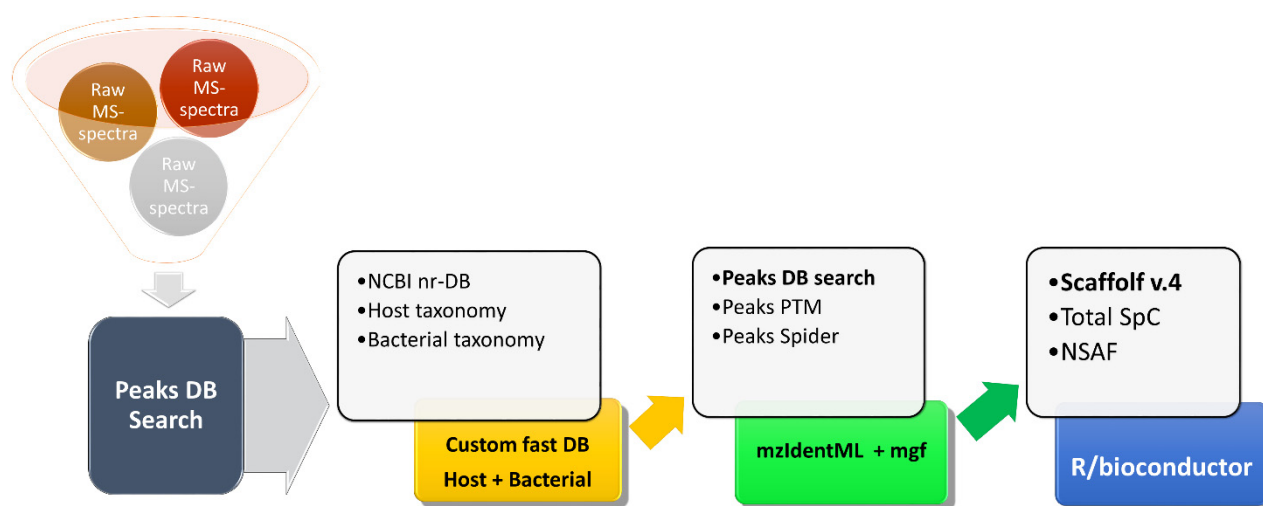 Raw
MS-
spectra
Raw
MS-
spectra
Raw
MS-
spectra
Peaks DB
Search
•NCBI nr-DB
•Host taxonomy
•Bacterial taxonomy
Custom fast DB
Host + Bacterial
•Peaks DB search
•Peaks PTM
•Peaks Spider
mzIdentML + mgf
•Scaffolf v.4
•Total SpC
•NSAF
R/bioconductor